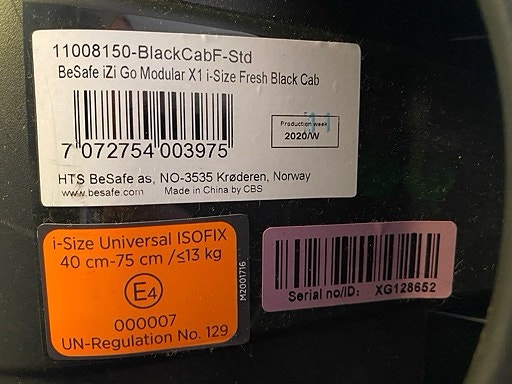 11008150-BlackCabF-Std
BeSafe iZi Go Modular X1 i-Size Fresh Black Cab
Production week
11
2020/W
7 072754 003975
HTS BeSafe as, NO-3535 Krøderen, Norway
www.besafe.com Made in China by CBS
i-Size Universal ISOFIX
40 cm-75 cm /≤13 kg
E4
000007
UN-Regulation No. 129
M2001716
Serial no/ID: XG128652